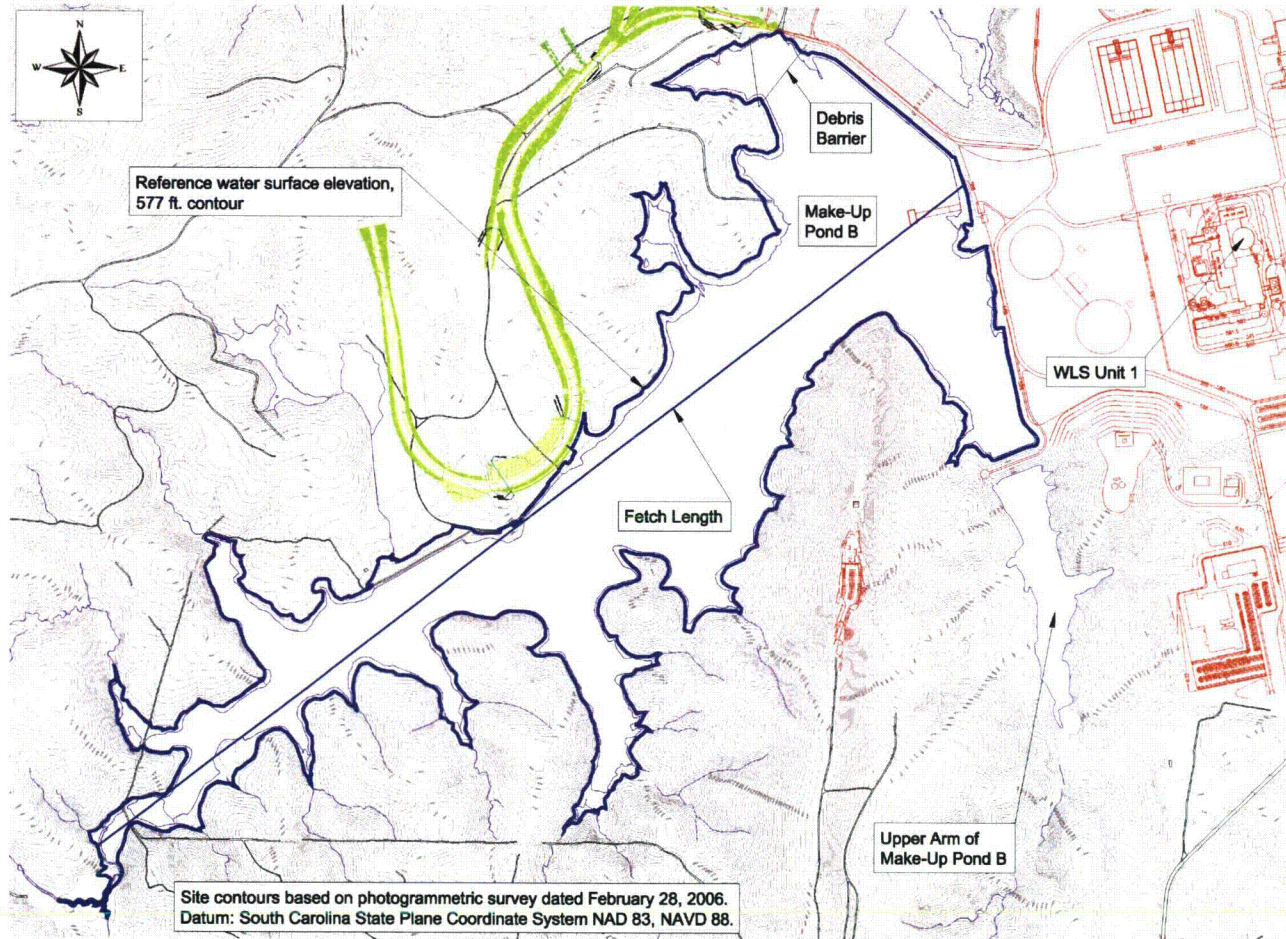 N
W
E
S
Debris
Barrier
Reference water surface elevation,
577 ft. contour
Make-Up
Pond B
WLS Unit 1
Fetch Length
Upper Arm of
Make-Up Pond B
Site contours based on photogrammetric survey dated February 28, 2006.
Datum: South Carolina State Plane Coordinate System NAD 83, NAVD 88.